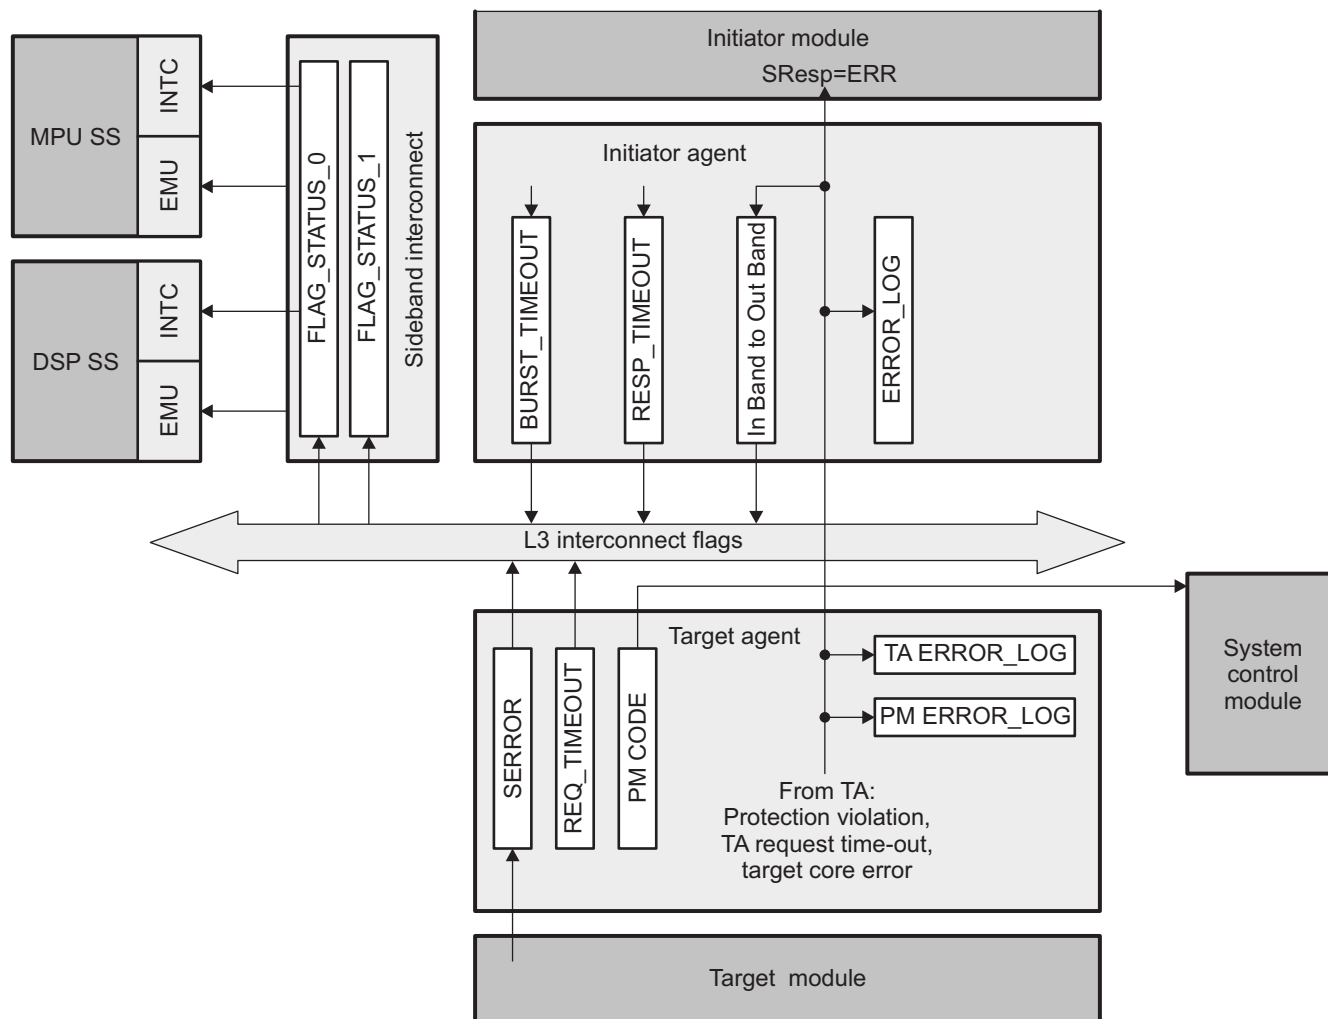 Initiator module
SResp=ERR
MPU SS
INTC
EMU
DSP SS
INTC
EMU
FLAG_STATUS_0
FLAG_STATUS_1
Sideband interconnect
Initiator agent
BURST_TIMEOUT
RESP_TIMEOUT
In Band to Out Band
ERROR_LOG
L3 interconnect flags
Target agent
SERROR
REQ_TIMEOUT
PM CODE
TA ERROR_LOG
PM ERROR_LOG
From TA:
Protection violation,
TA request time-out,
target core error
System
control
module
Target module